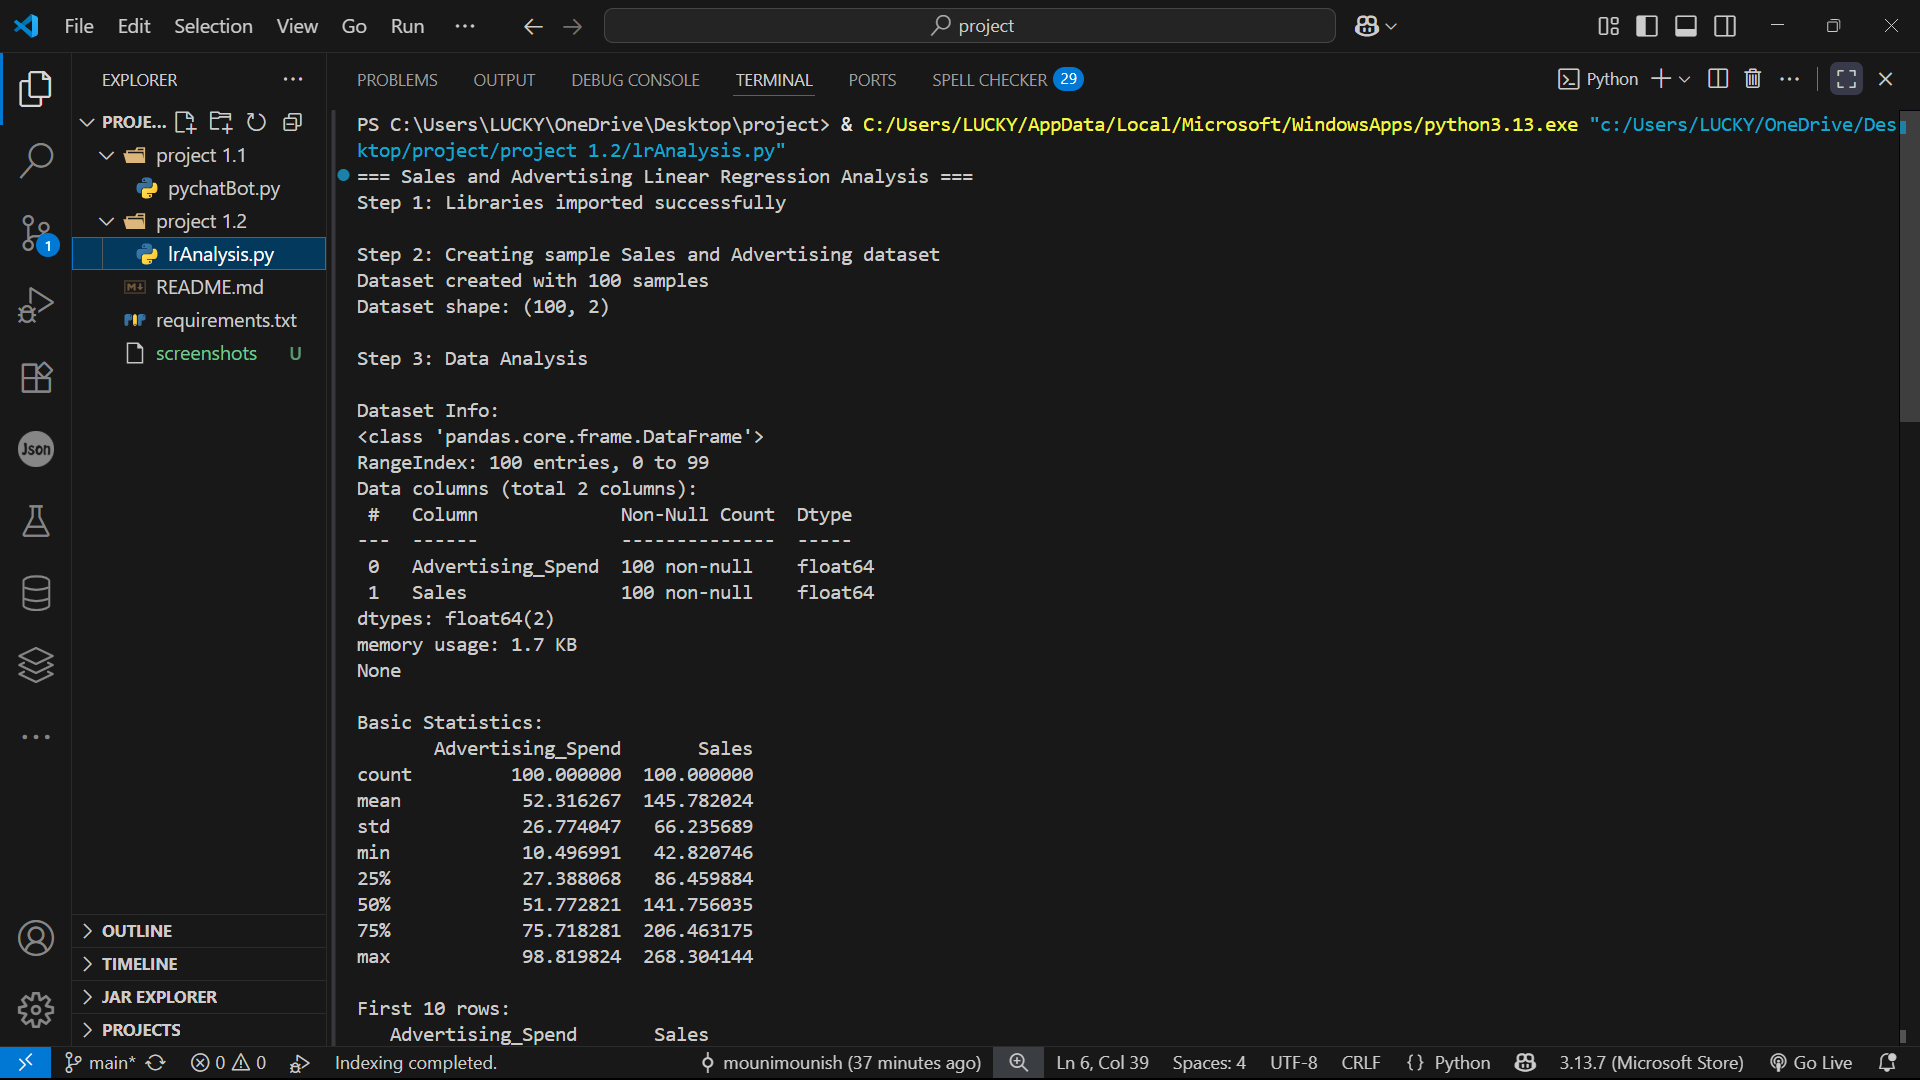 File Edit Selection View Go Run ···
project
EXPLORER ···
PROJE...
project 1.1
pychatBot.py
project 1.2
lrAnalysis.py
README.md
requirements.txt
screenshots U
1
Json
OUTLINE
TIMELINE
JAR EXPLORER
PROJECTS
PROBLEMS OUTPUT DEBUG CONSOLE TERMINAL PORTS SPELL CHECKER 29
Python
PS C:\Users\LUCKY\OneDrive\Desktop\project> & C:/Users/LUCKY/AppData/Local/Microsoft/WindowsApps/python3.13.exe "c:/Users/LUCKY/OneDrive/Des
ktop/project/project 1.2/lrAnalysis.py"
=== Sales and Advertising Linear Regression Analysis ===
Step 1: Libraries imported successfully
Step 2: Creating sample Sales and Advertising dataset
Dataset created with 100 samples
Dataset shape: (100, 2)
Step 3: Data Analysis
Dataset Info:
<class 'pandas.core.frame.DataFrame'>
RangeIndex: 100 entries, 0 to 99
Data columns (total 2 columns):
 #   Column             Non-Null Count  Dtype
---  ------             --------------  -----
 0   Advertising_Spend  100 non-null    float64
 1   Sales              100 non-null    float64
dtypes: float64(2)
memory usage: 1.7 KB
None
Basic Statistics:
       Advertising_Spend       Sales
count         100.000000  100.000000
mean           52.316267  145.782024
std            26.774047   66.235689
min            10.496991   42.820746
25%            27.388068   86.459884
50%            51.772821  141.756035
75%            75.718281  206.463175
max            98.819824  268.304144
First 10 rows:
   Advertising_Spend       Sales
main* 0 0 Indexing completed. mounimounish (37 minutes ago) Ln 6, Col 39 Spaces: 4 UTF-8 CRLF {} Python 3.13.7 (Microsoft Store) Go Live